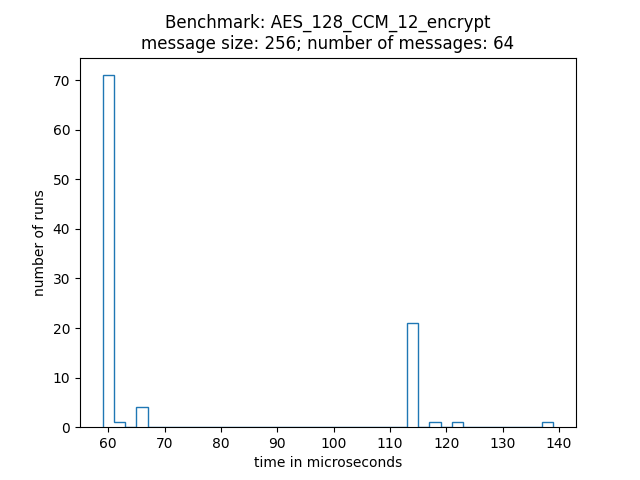 Benchmark: AES_128_CCM_12_encrypt
message size: 256; number of messages: 64
number of runs
70
60
50
40
30
20
10
0
60 70 80 90 100 110 120 130 140
time in microseconds